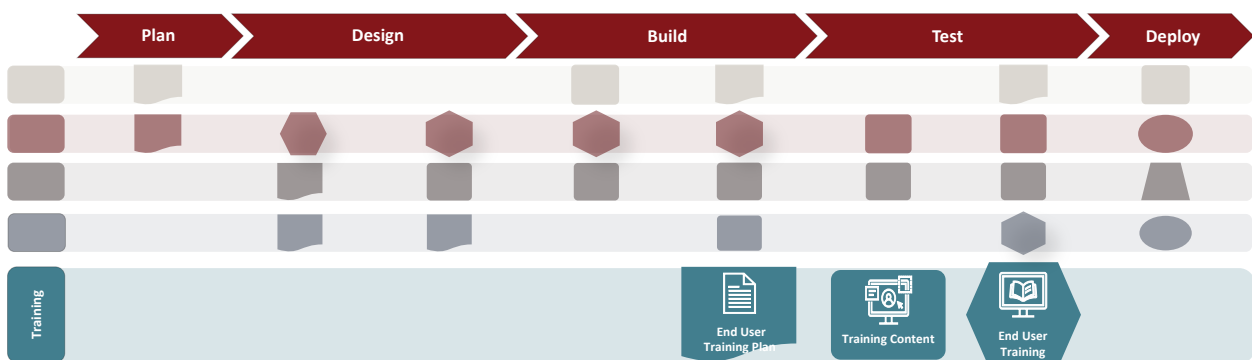 Plan
Design
Build
Test
Deploy
Training
End User
Training Plan
Training Content
End User
Training